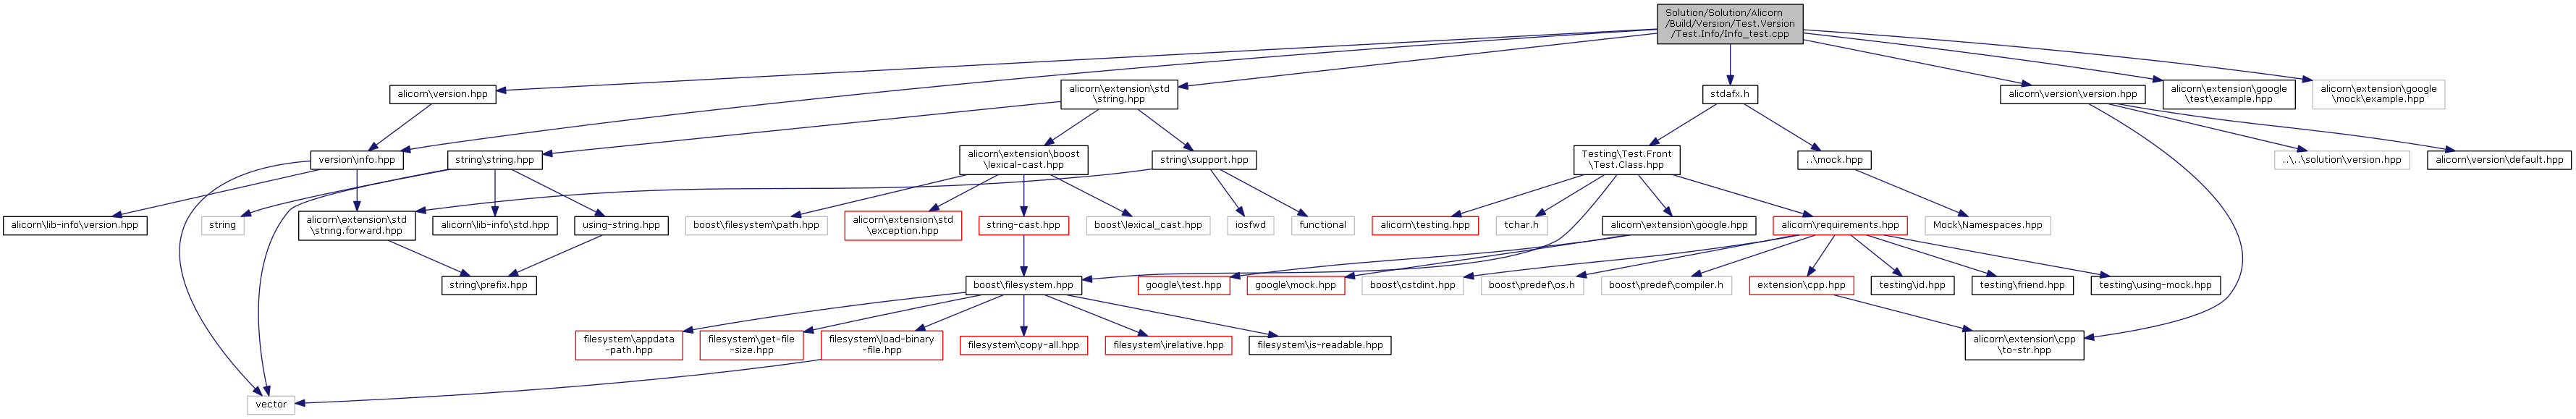 Solution/Solution/Alicorn
/Build/Version/Test.Version
/Test.Info/Info_test.cpp
alicorn\version.hpp
alicorn\extension\std
\string.hpp
stdafx.h
alicorn\version\version.hpp
alicorn\extension\google
\test\example.hpp
alicorn\extension\google
\mock\example.hpp
version\info.hpp
string\string.hpp
alicorn\extension\boost
\lexical-cast.hpp
string\support.hpp
Testing\Test.Front
\Test.Class.hpp
..\mock.hpp
..\..\solution\version.hpp
alicorn\version\default.hpp
alicorn\lib-info\version.hpp
string
alicorn\extension\std
\string.forward.hpp
alicorn\lib-info\std.hpp
using-string.hpp
boost\filesystem\path.hpp
alicorn\extension\std
\exception.hpp
string-cast.hpp
boost\lexical_cast.hpp
iosfwd
functional
alicorn\testing.hpp
tchar.h
alicorn\extension\google.hpp
alicorn\requirements.hpp
Mock\Namespaces.hpp
string\prefix.hpp
boost\filesystem.hpp
google\test.hpp
google\mock.hpp
boost\cstdint.hpp
boost\predef\os.h
boost\predef\compiler.h
extension\cpp.hpp
testing\id.hpp
testing\friend.hpp
testing\using-mock.hpp
filesystem\appdata
-path.hpp
filesystem\get-file
-size.hpp
filesystem\load-binary
-file.hpp
filesystem\copy-all.hpp
filesystem\irelative.hpp
filesystem\is-readable.hpp
alicorn\extension\cpp
\to-str.hpp
vector